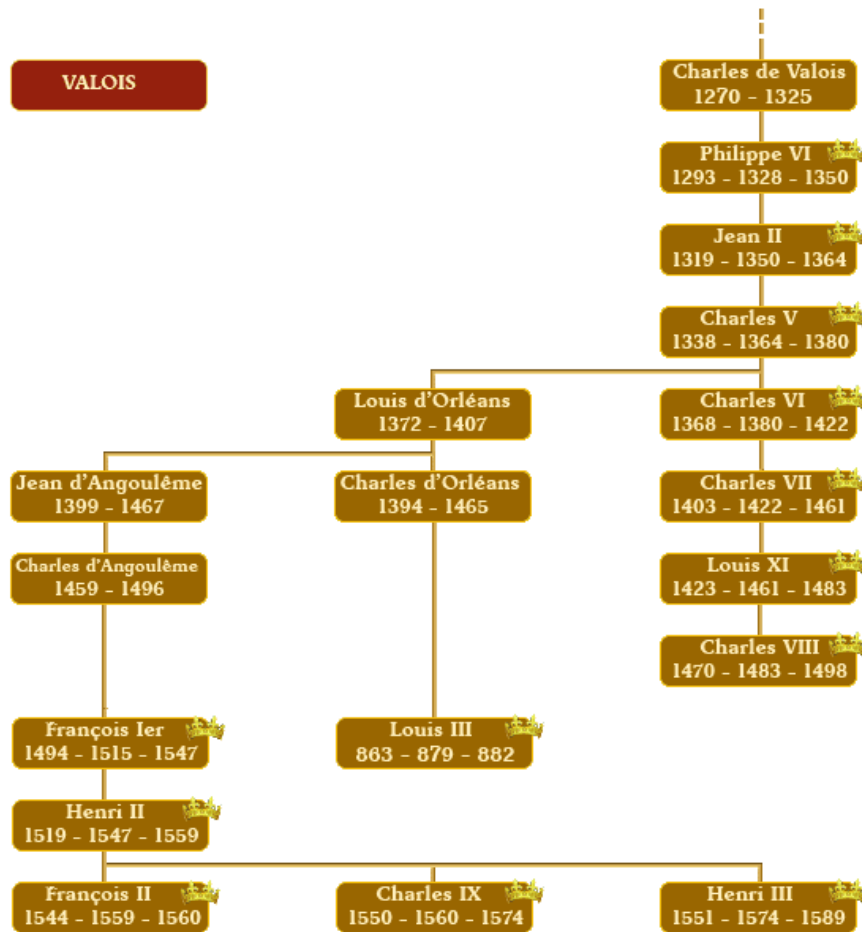 VALOIS
Charles de Valois
1270 - 1325
Philippe VI
1293 - 1328 - 1350
Jean II
1319 - 1350 - 1364
Charles V
1338 - 1364 - 1380
Louis d'Orléans
1372 - 1407
Charles VI
1368 - 1380 - 1422
Jean d'Angoulême
1399 - 1467
Charles d'Orléans
1394 - 1465
Charles VII
1403 - 1422 - 1461
Charles d'Angoulême
1459 - 1496
Louis XI
1423 - 1461 - 1483
Charles VIII
1470 - 1483 - 1498
François Ier
1494 - 1515 - 1547
Louis III
863 - 879 - 882
Henri II
1519 - 1547 - 1559
François II
1544 - 1559 - 1560
Charles IX
1550 - 1560 - 1574
Henri III
1551 - 1574 - 1589